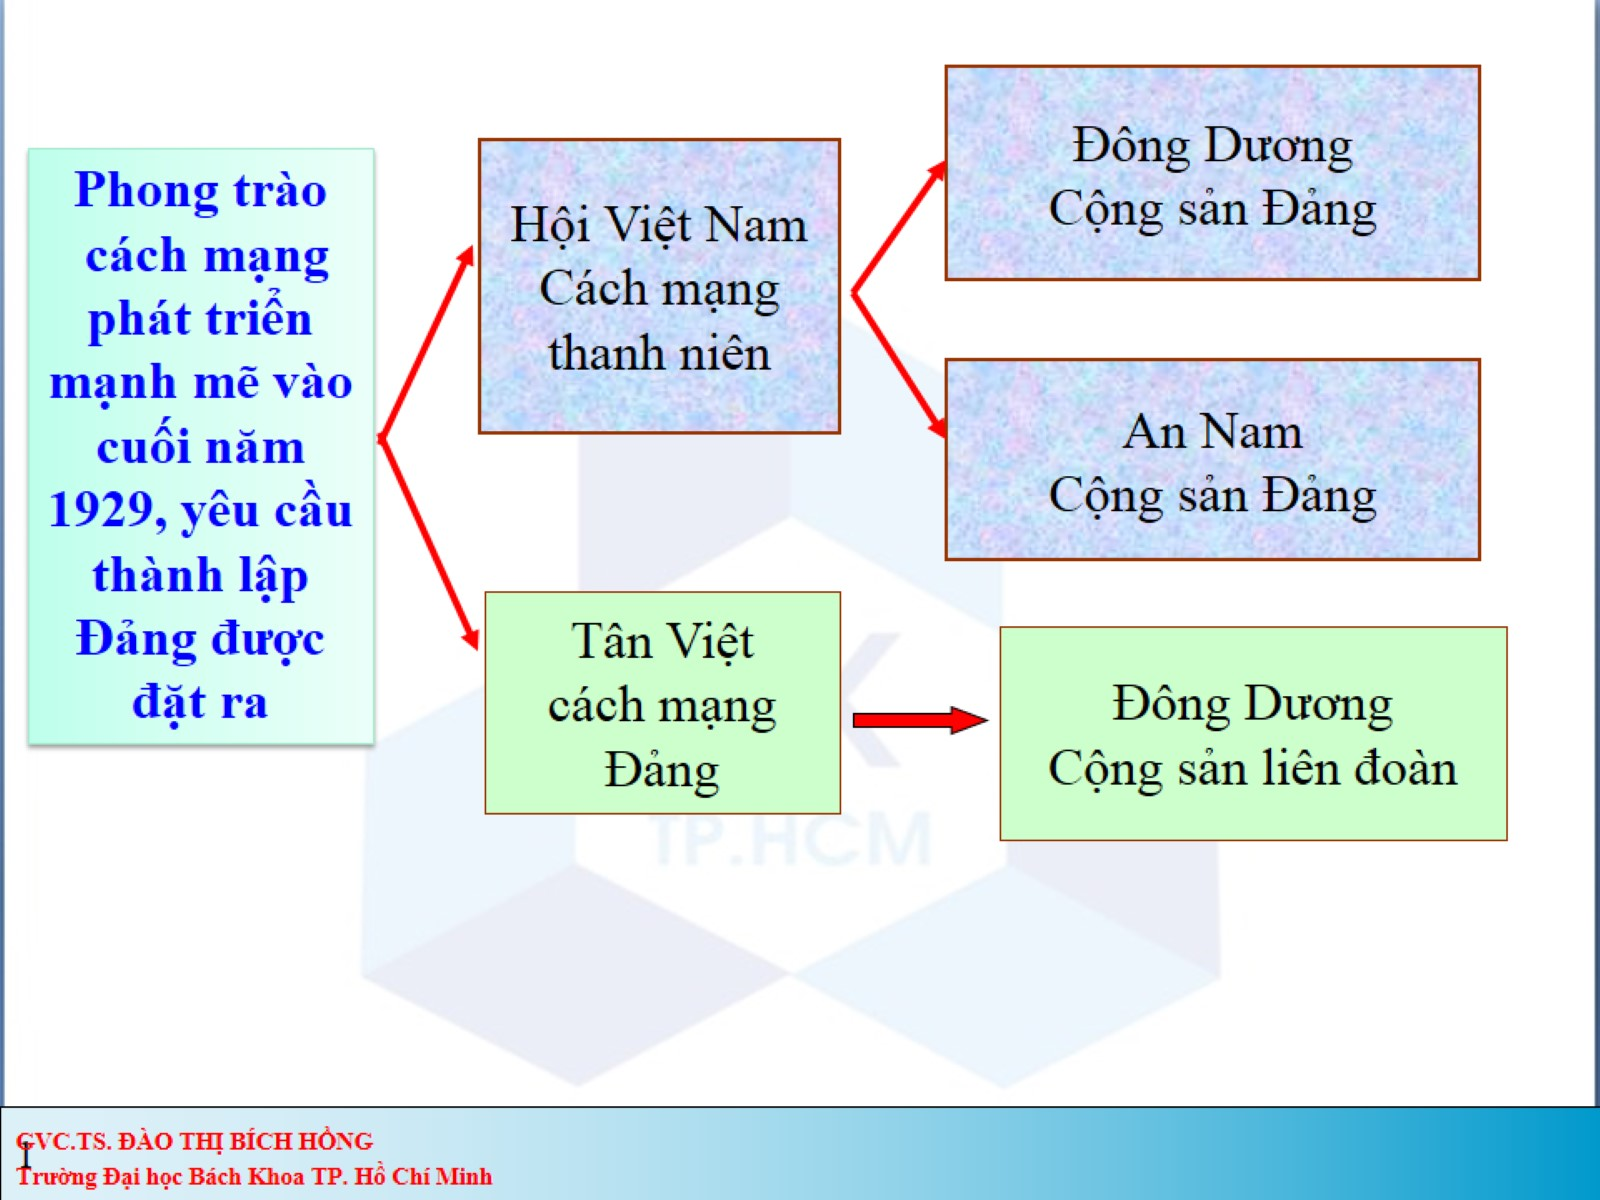 Phong trào
cách mạng
phát triển
mạnh mẽ vào
cuối năm
1929, yêu cầu
thành lập
Đảng được
đặt ra
Hội Việt Nam
Cách mạng
thanh niên
Đông Dương
Cộng sản Đảng
An Nam
Cộng sản Đảng
Tân Việt
cách mạng
Đảng
Đông Dương
Cộng sản liên đoàn
TP.HCM
GVC.TS. ĐÀO THỊ BÍCH HỒNG
1
Trường Đại học Bách Khoa TP. Hồ Chí Minh